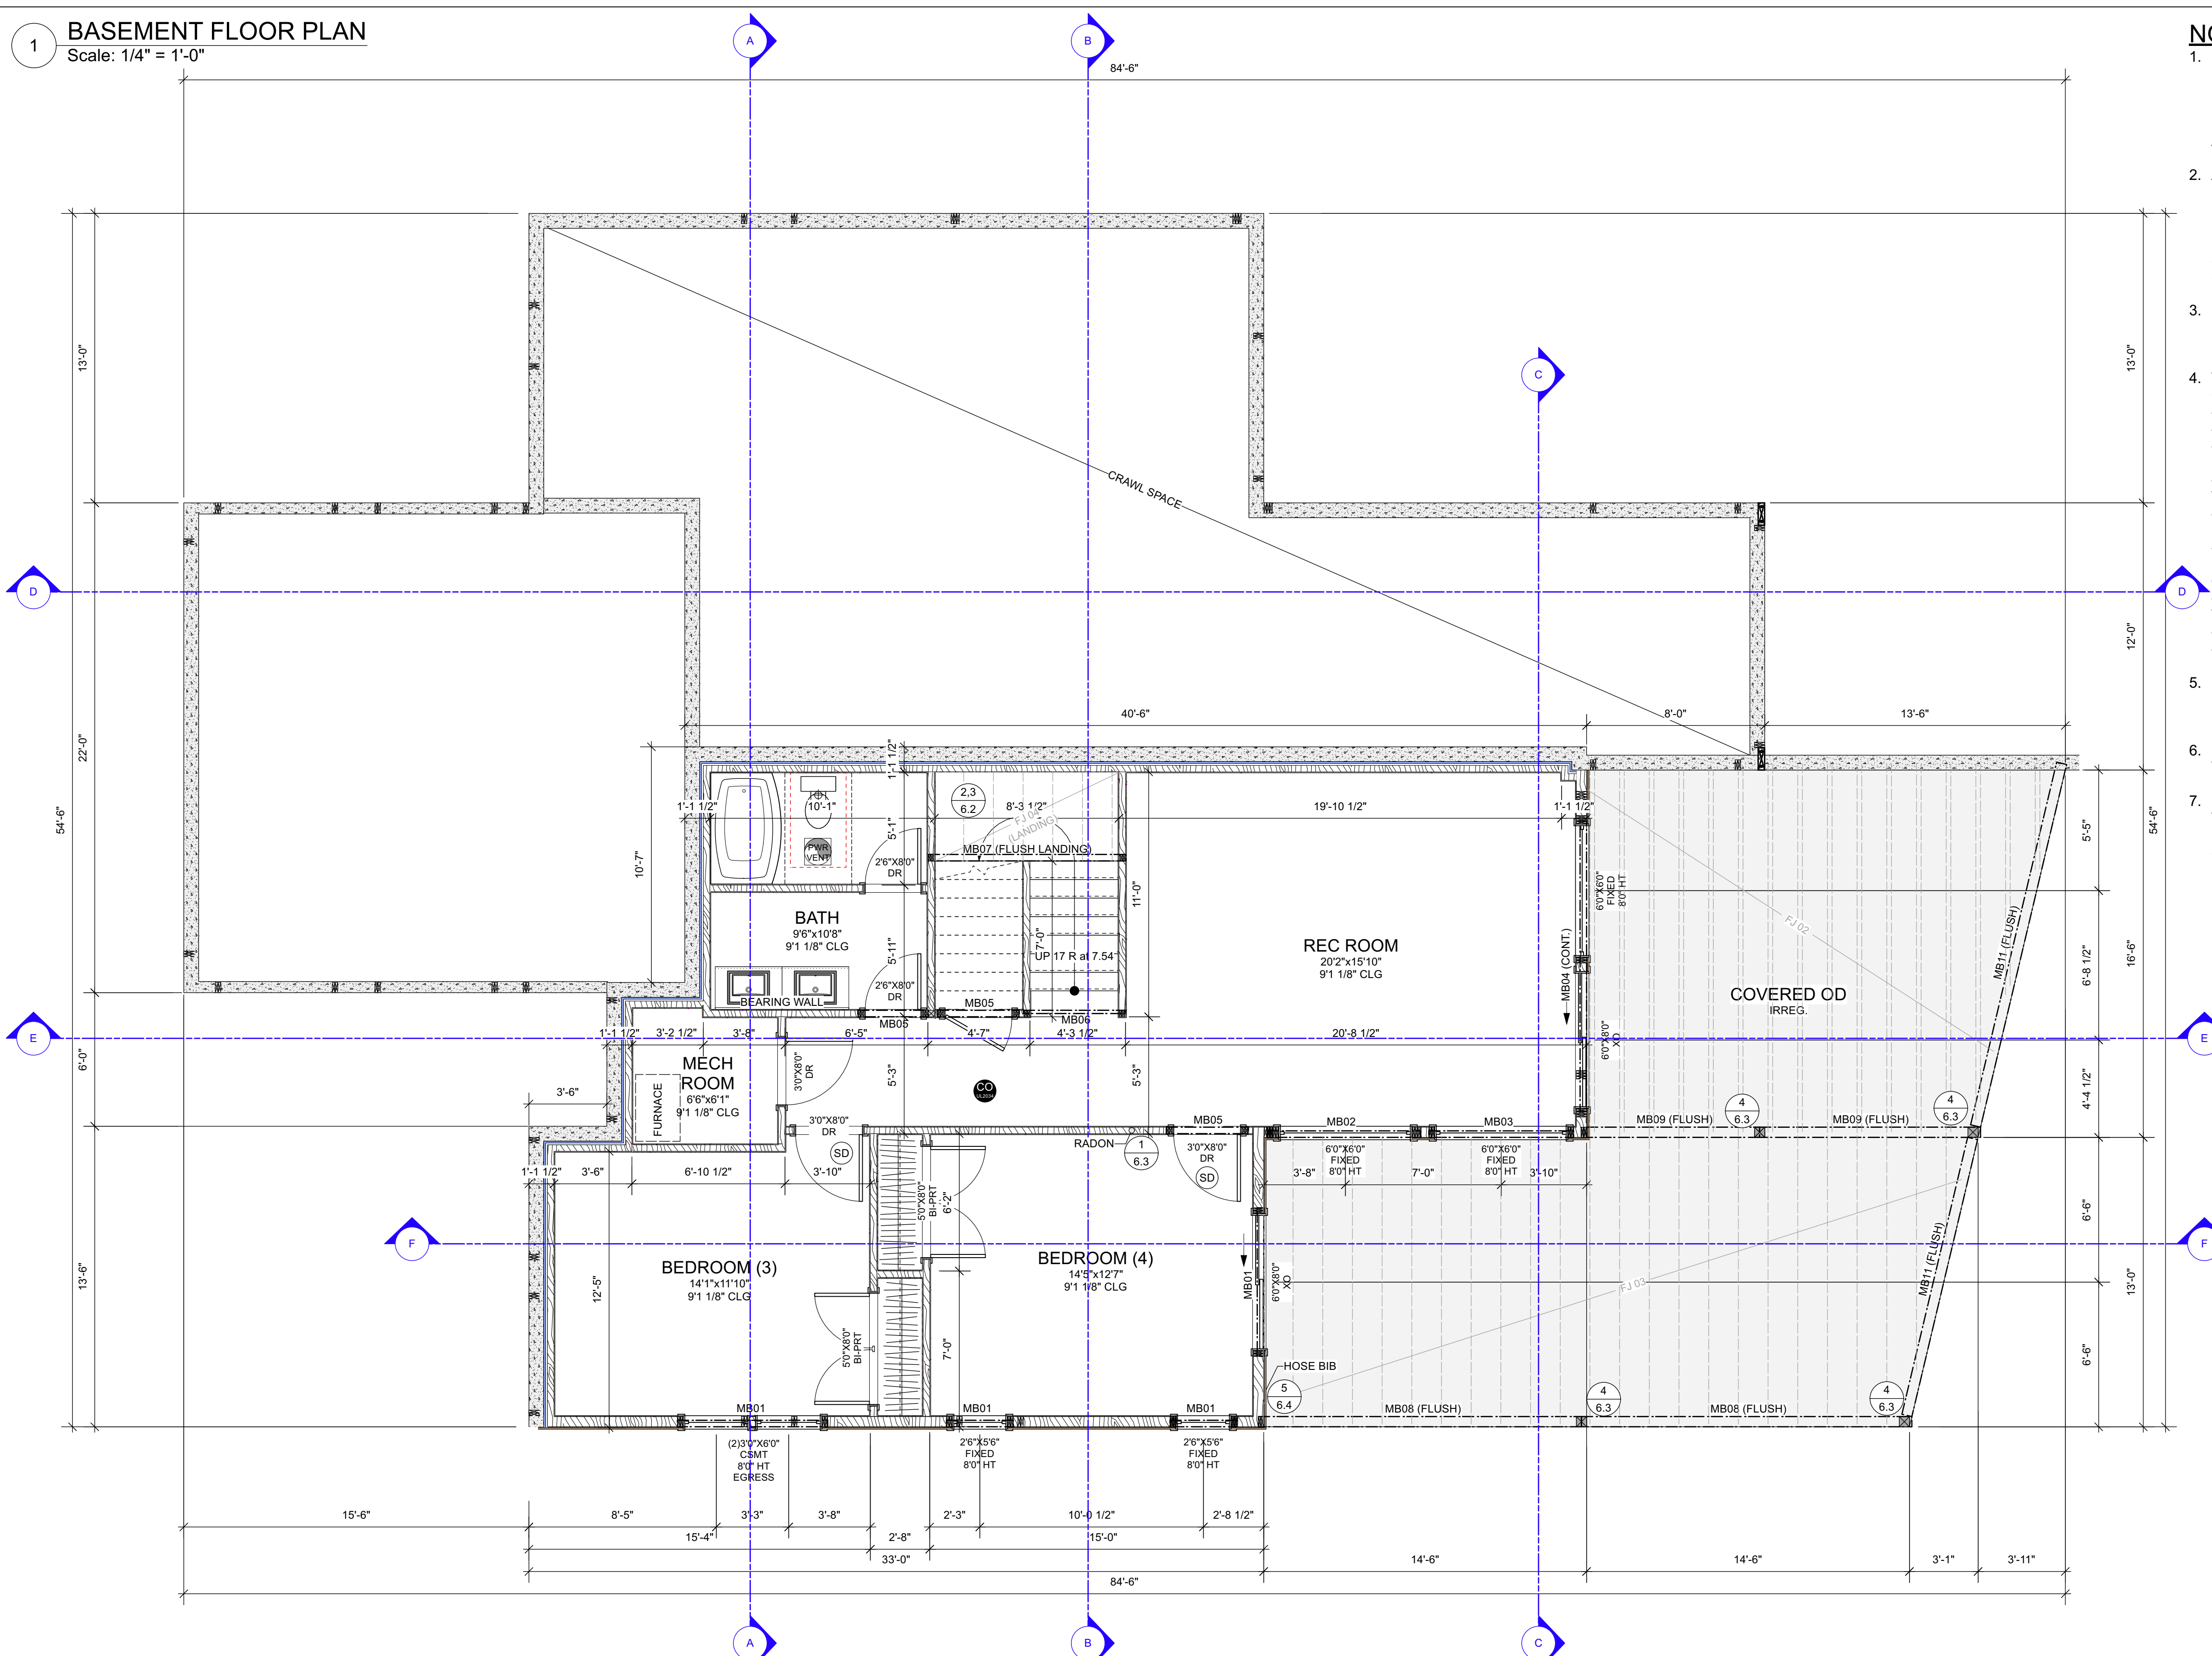 1
BASEMENT FLOOR PLAN
Scale: 1/4" = 1'-0"
A
B
84'-6"
1.
2.
3.
4.
5.
6.
7.
C
13'-0"
13'-0"
CRAWL SPACE
D
D
12'-0"
22'-0"
54'-6"
40'-6"
8'-0"
13'-6"
1'-1 1/2"
10'-7"
1'-1 1/2"
10'-1"
2,3
6.2
8'-3 1/2"
FJ 04
(LANDING)
19'-10 1/2"
1'-1 1/2"
5'-1"
PWR
VENT
MB07 (FLUSH LANDING)
2'6"X8'0"
DR
5'-5"
54'-6"
11'-0"
6'0"X6'0"
FIXED
8'0" HT
BATH
9'6"x10'8"
9'1 1/8" CLG
5'-11"
7'-0"
UP 17 R at 7.54
REC ROOM
20'2"x15'10"
9'1 1/8" CLG
FJ 02
MB11 (FLUSH)
MB04 (CONT.)
6'-8 1/2"
16'-6"
2'6"X8'0"
DR
BEARING WALL
MB05
MB05
MB06
COVERED OD
IRREG.
E
E
1'-1 1/2"
3'-2 1/2"
3'-8"
6'-5"
4'-7"
4'-3 1/2"
20'-8 1/2"
6'0"X8'0"
XO
6'-0"
MECH
ROOM
6'6"x6'1"
9'1 1/8" CLG
FURNACE
3'0"X8'0"
DR
5'-3"
CO
UL2034
5'-3"
4'-4 1/2"
3'-6"
3'0"X8'0"
DR
SD
RADON
1
6.3
MB05
3'0"X8'0"
DR
SD
MB02
MB03
MB09 (FLUSH)
4
6.3
MB09 (FLUSH)
4
6.3
6'0"X6'0"
FIXED
8'0" HT
6'0"X6'0"
FIXED
8'0" HT
1'-1 1/2"
3'-6"
6'-10 1/2"
3'-10"
3'-8"
7'-0"
3'-10"
5'0"X8'0"
BI-PRT
6'-2"
6'-6"
F
F
BEDROOM (3)
14'1"x11'10"
9'1 1/8" CLG
BEDROOM (4)
14'5"x12'7"
9'1 1/8" CLG
MB01
6'0"X8'0"
XO
FJ 03
MB11 (FLUSH)
13'-6"
12'-5"
13'-0"
5'0"X8'0"
BI-PRT
7'-0"
6'-6"
HOSE BIB
5
6.4
MB01
MB01
MB01
MB08 (FLUSH)
4
6.3
MB08 (FLUSH)
4
6.3
(2)3'0"X6'0"
CSMT
8'0" HT
EGRESS
2'6"X5'6"
FIXED
8'0" HT
2'6"X5'6"
FIXED
8'0" HT
15'-6"
8'-5"
3'-3"
3'-8"
2'-3"
10'-0 1/2"
2'-8 1/2"
15'-4"
2'-8"
15'-0"
33'-0"
14'-6"
14'-6"
3'-1"
3'-11"
84'-6"
A
B
C